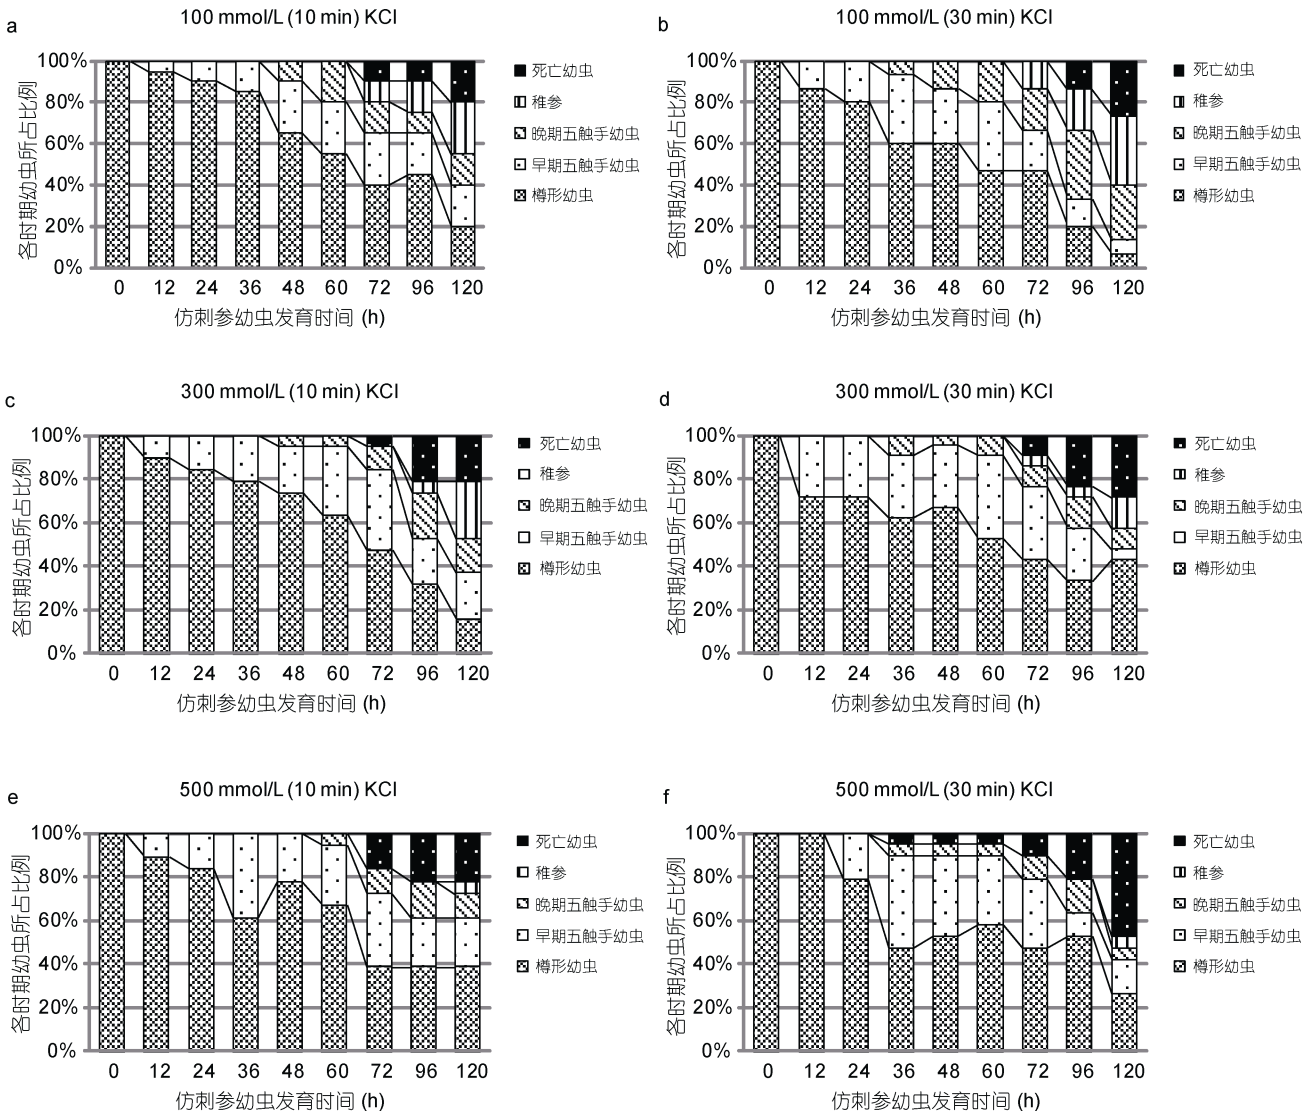 a
100 mmol/L (10 min) KCl
各时期幼虫所占比例
100%
80%
60%
40%
20%
0%
0 12 24 36 48 60 72 96 120
仿刺参幼虫发育时间 (h)
死亡幼虫
稚参
晚期五触手幼虫
早期五触手幼虫
樽形幼虫
b
100 mmol/L (30 min) KCl
各时期幼虫所占比例
100%
80%
60%
40%
20%
0%
0 12 24 36 48 60 72 96 120
仿刺参幼虫发育时间 (h)
死亡幼虫
稚参
晚期五触手幼虫
早期五触手幼虫
樽形幼虫
c
300 mmol/L (10 min) KCl
各时期幼虫所占比例
100%
80%
60%
40%
20%
0%
0 12 24 36 48 60 72 96 120
仿刺参幼虫发育时间 (h)
死亡幼虫
稚参
晚期五触手幼虫
早期五触手幼虫
樽形幼虫
d
300 mmol/L (30 min) KCl
各时期幼虫所占比例
100%
80%
60%
40%
20%
0%
0 12 24 36 48 60 72 96 120
仿刺参幼虫发育时间 (h)
死亡幼虫
稚参
晚期五触手幼虫
早期五触手幼虫
樽形幼虫
e
500 mmol/L (10 min) KCl
各时期幼虫所占比例
100%
80%
60%
40%
20%
0%
0 12 24 36 48 60 72 96 120
仿刺参幼虫发育时间 (h)
死亡幼虫
稚参
晚期五触手幼虫
早期五触手幼虫
樽形幼虫
f
500 mmol/L (30 min) KCl
各时期幼虫所占比例
100%
80%
60%
40%
20%
0%
0 12 24 36 48 60 72 96 120
仿刺参幼虫发育时间 (h)
死亡幼虫
稚参
晚期五触手幼虫
早期五触手幼虫
樽形幼虫